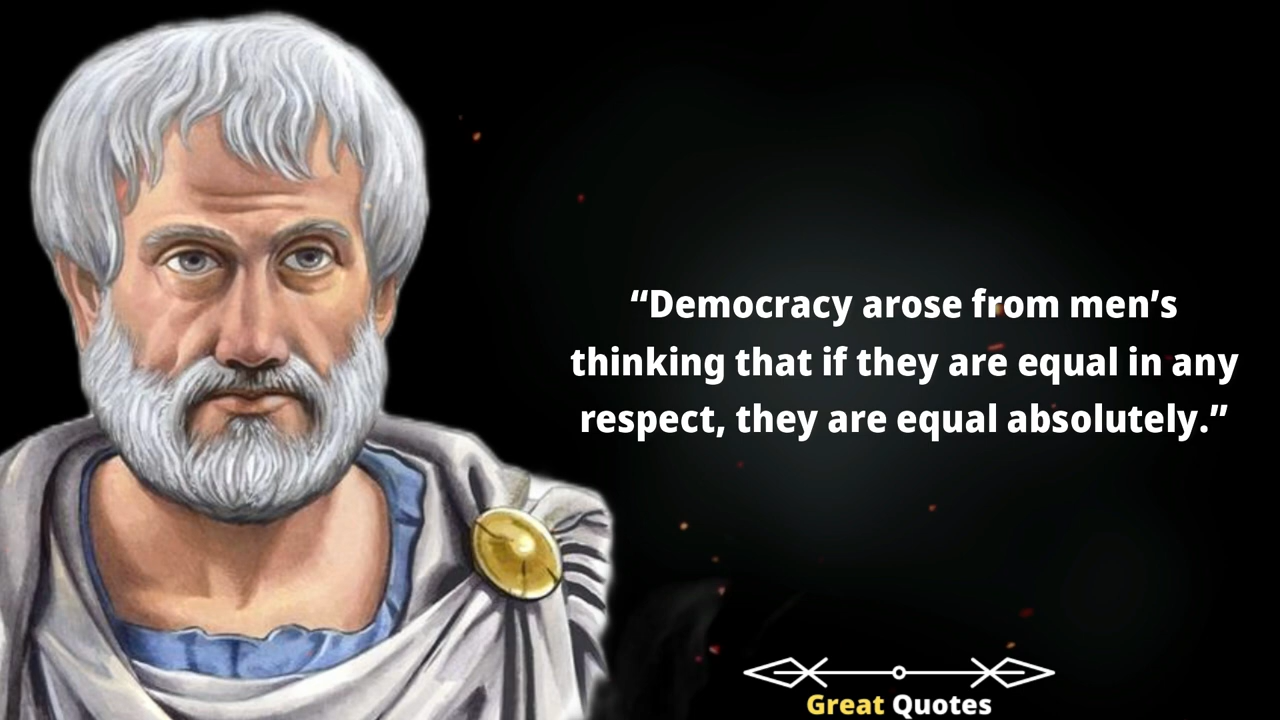 “Democracy arose from men’s
thinking that if they are equal in any
respect, they are equal absolutely.”
Great Quotes